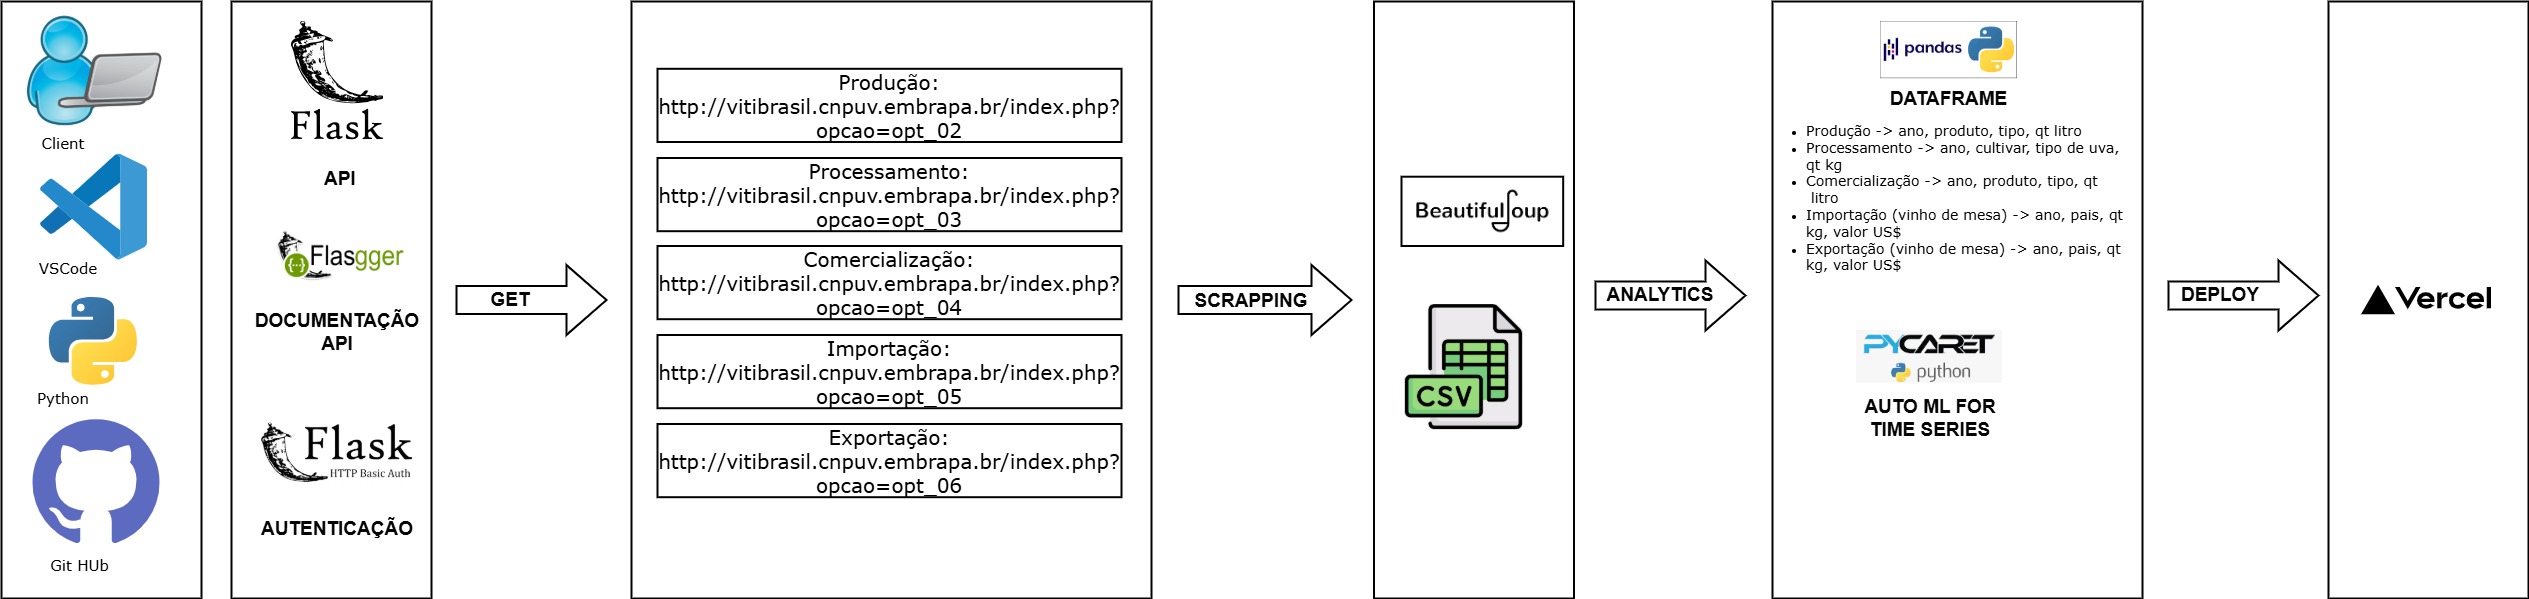 Client
VSCode
Python
Git HUb
Flask
API
Flasgger
DOCUMENTAÇÃO
API
Flask
HTTP Basic Auth
AUTENTICAÇÃO
GET
Produção:
http://vitibrasil.cnpuv.embrapa.br/index.php?
opcao=opt_02
Processamento:
http://vitibrasil.cnpuv.embrapa.br/index.php?
opcao=opt_03
Comercialização:
http://vitibrasil.cnpuv.embrapa.br/index.php?
opcao=opt_04
Importação:
http://vitibrasil.cnpuv.embrapa.br/index.php?
opcao=opt_05
Exportação:
http://vitibrasil.cnpuv.embrapa.br/index.php?
opcao=opt_06
SCRAPPING
BeautifulSoup
CSV
ANALYTICS
pandas
DATAFRAME
• Produção -> ano, produto, tipo, qt litro
• Processamento -> ano, cultivar, tipo de uva,
qt kg
• Comercialização -> ano, produto, tipo, qt
litro
• Importação (vinho de mesa) -> ano, pais, qt
kg, valor US$
• Exportação (vinho de mesa) -> ano, pais, qt
kg, valor US$
PYCARET
python
AUTO ML FOR
TIME SERIES
DEPLOY
Vercel